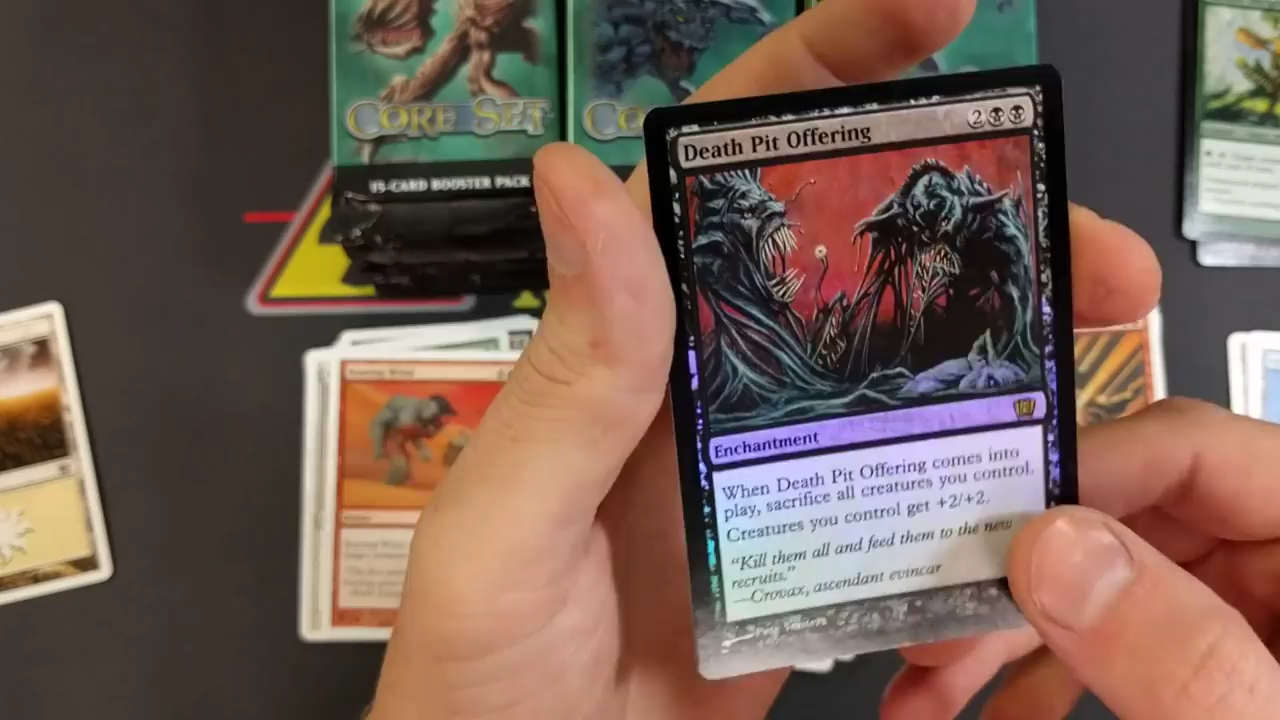 CORE SET
15-CARD BOOSTER PACK
Death Pit Offering
2
Enchantment
When Death Pit Offering comes into
play, sacrifice all creatures you control.
Creatures you control get +2/+2.
"Kill them all and feed them to the new
recruits."
—Crovax, ascendant evincar